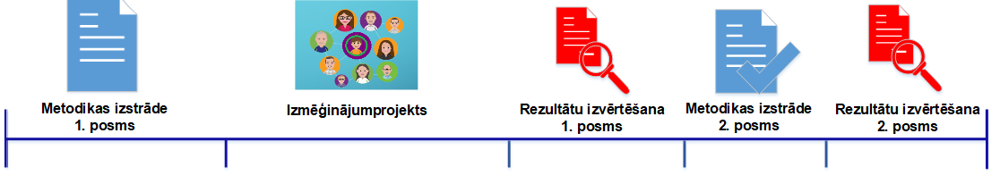 Metodikas izstrāde
1. posms
Izmēģinājumprojekts
Rezultātu izvērtēšana
1. posms
Metodikas izstrāde
2. posms
Rezultātu izvērtēšana
2. posms